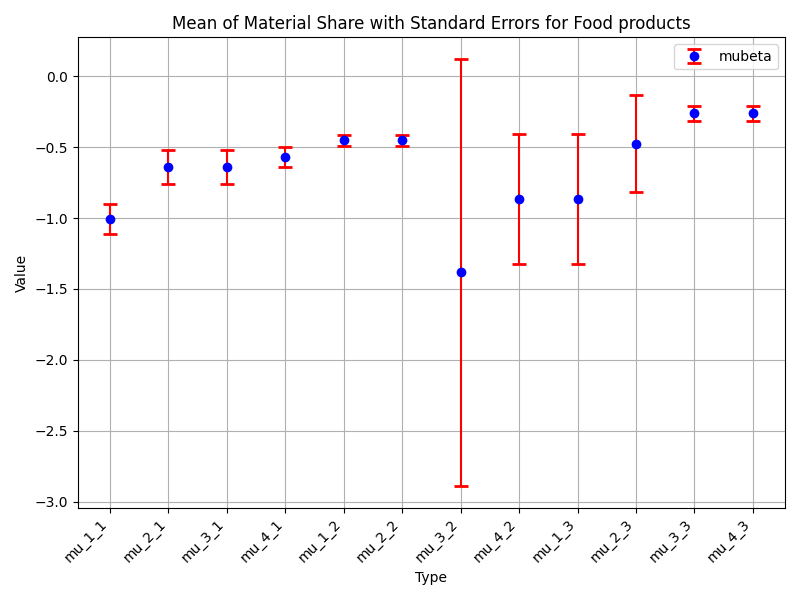 Mean of Material Share with Standard Errors for Food products
mubeta
0.0
−0.5
−1.0
−1.5
−2.0
−2.5
−3.0
Value
mu_1_1
mu_2_1
mu_3_1
mu_4_1
mu_1_2
mu_2_2
mu_3_2
mu_4_2
mu_1_3
mu_2_3
mu_3_3
mu_4_3
Type